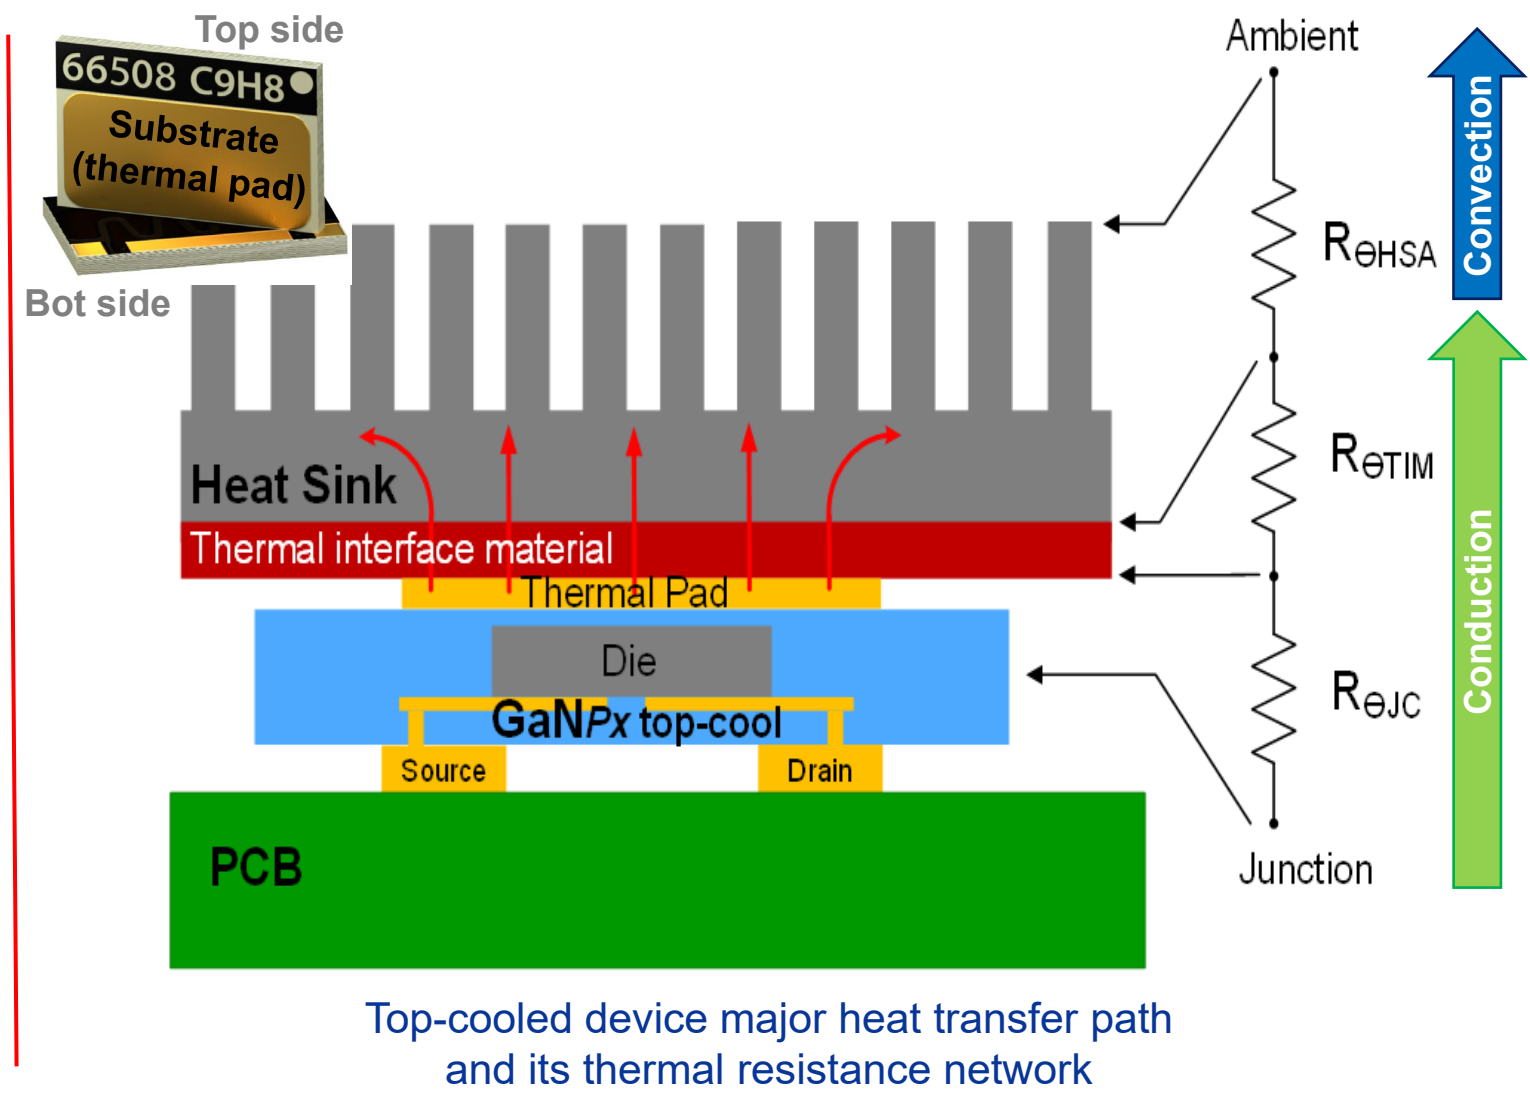 Top side
66508 C9H8
Substrate
(thermal pad)
Bot side
Ambient
Convection
RΘHSA
RΘTIM
Heat Sink
Thermal interface material
Thermal Pad
Die
Conduction
RΘJC
GaNPx top-cool
Source
Drain
PCB
Junction
Top-cooled device major heat transfer path
and its thermal resistance network